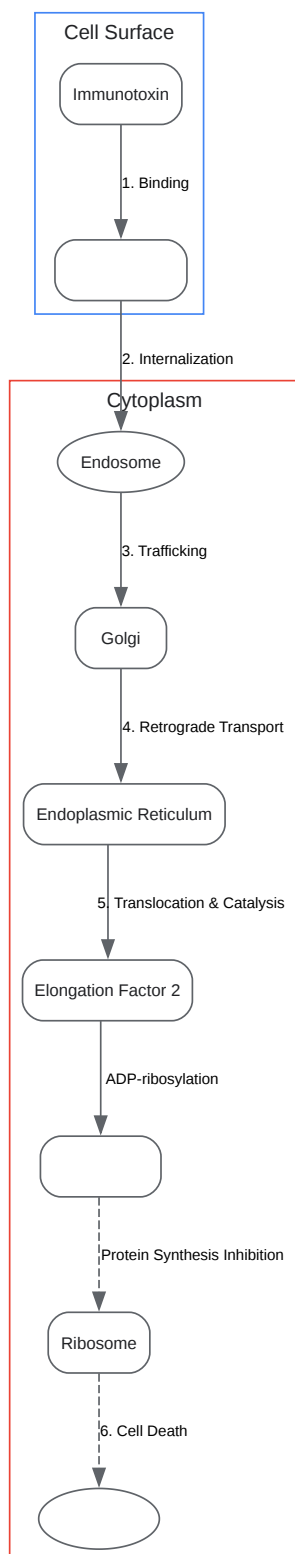 Cell Surface
Immunotoxin
1. Binding
2. Internalization
Cytoplasm
Endosome
3. Trafficking
Golgi
4. Retrograde Transport
Endoplasmic Reticulum
5. Translocation & Catalysis
Elongation Factor 2
ADP-ribosylation
Protein Synthesis Inhibition
Ribosome
6. Cell Death